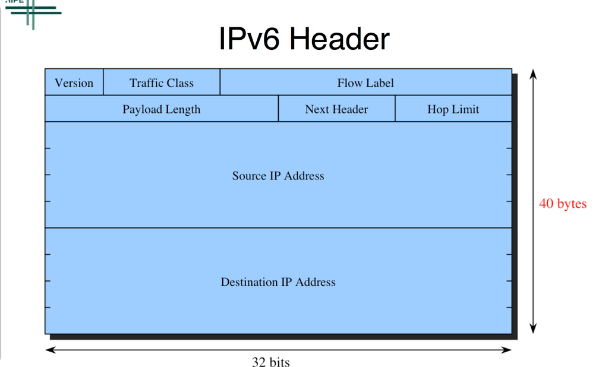 IPv6 Header
Version Traffic Class Flow Label
Payload Length Next Header Hop Limit
Source IP Address
40 bytes
Destination IP Address
32 bits